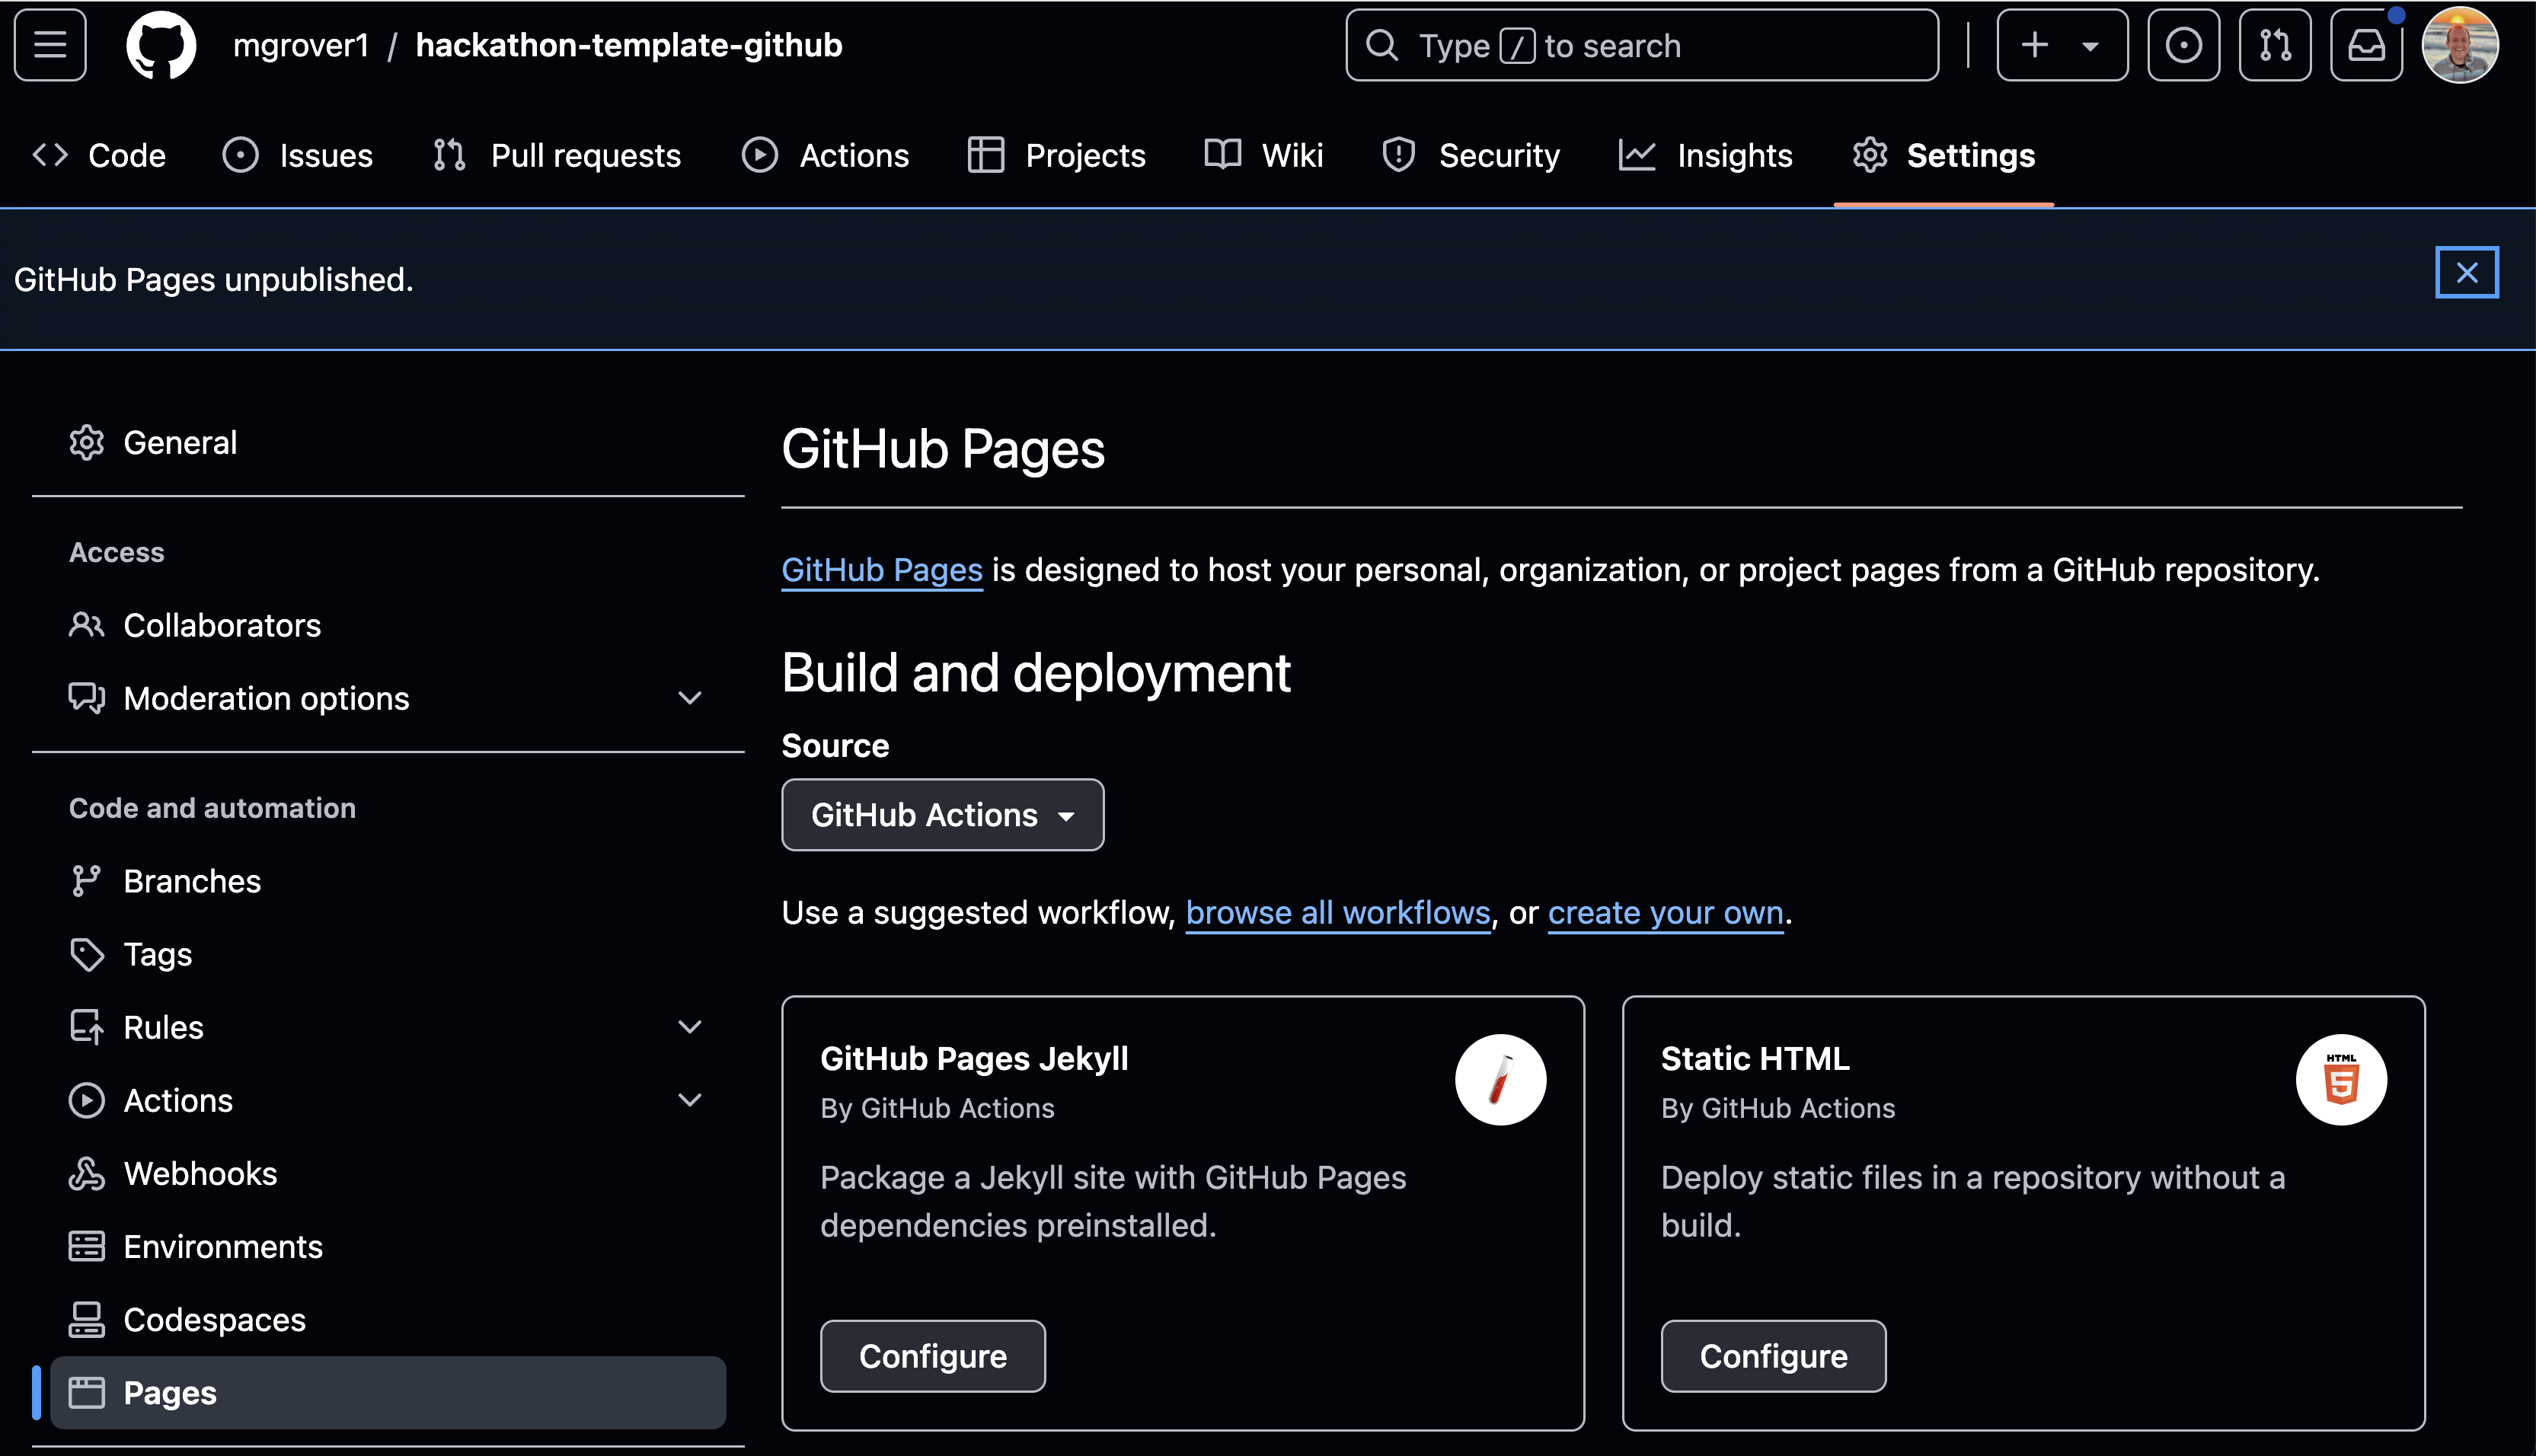 mgrover1 / hackathon-template-github
Type / to search
Code Issues Pull requests Actions Projects Wiki Security Insights Settings
GitHub Pages unpublished.
General
Access
Collaborators
Moderation options
Code and automation
Branches
Tags
Rules
Actions
Webhooks
Environments
Codespaces
Pages
GitHub Pages
GitHub Pages is designed to host your personal, organization, or project pages from a GitHub repository.
Build and deployment
Source
GitHub Actions
Use a suggested workflow, browse all workflows, or create your own.
GitHub Pages Jekyll
By GitHub Actions
Package a Jekyll site with GitHub Pages
dependencies preinstalled.
Configure
Static HTML
By GitHub Actions
HTML
5
Deploy static files in a repository without a
build.
Configure